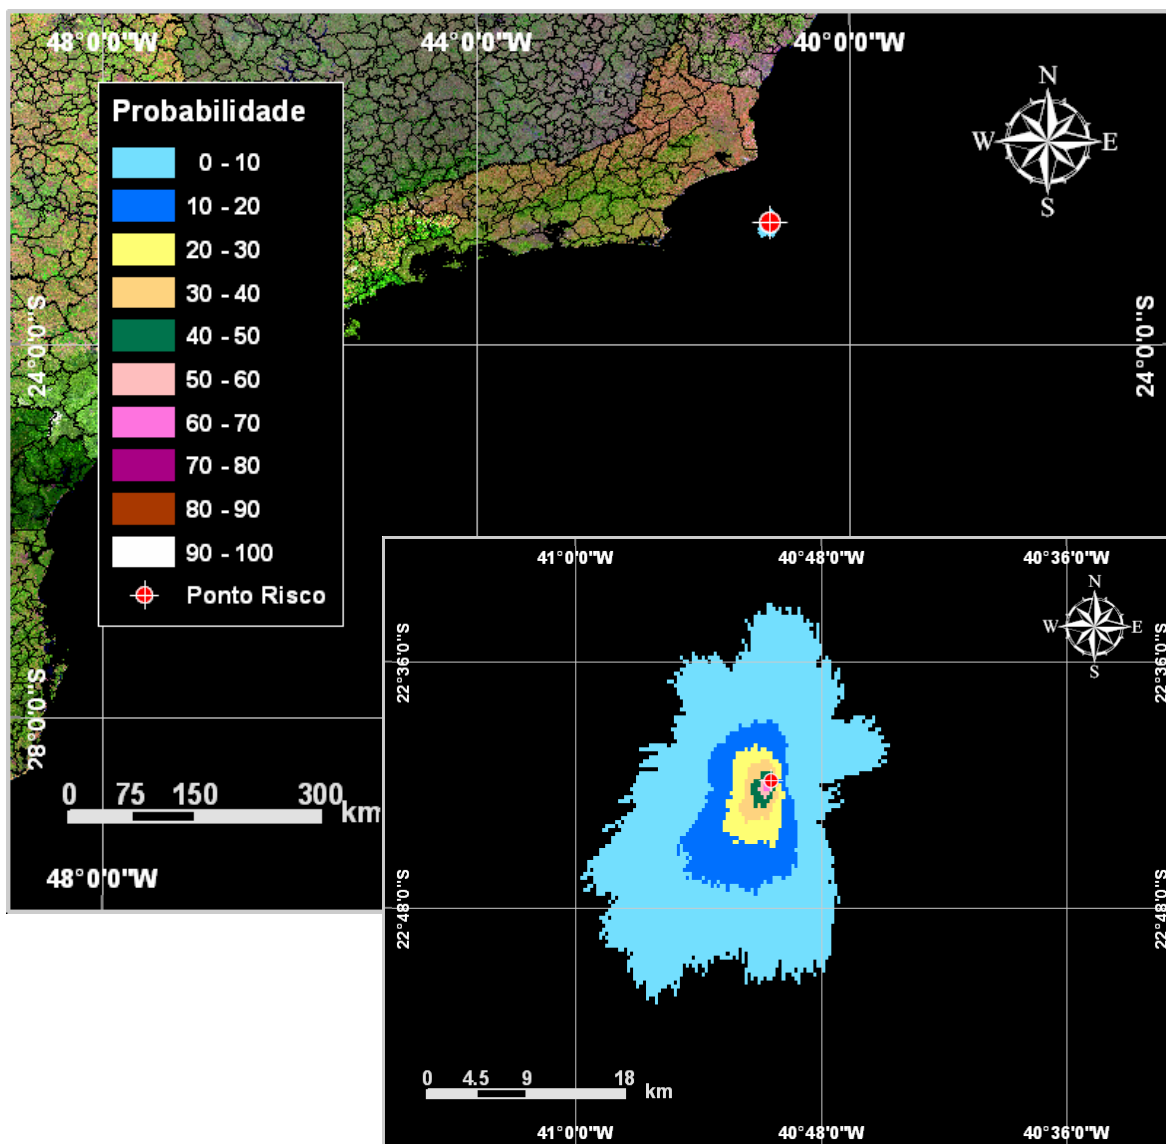 48°0'0"W 44°0'0"W 40°0'0"W
N
W E
S
Probabilidade
0 - 10
10 - 20
20 - 30
30 - 40
40 - 50
50 - 60
60 - 70
70 - 80
80 - 90
90 - 100
Ponto Risco
24°0'0"S
24°0'0"S
28°0'0"S
0 75 150 300 km
48°0'0"W
41°0'0"W 40°48'0"W 40°36'0"W
N
W E
S
22°36'0"S
22°36'0"S
22°48'0"S
22°48'0"S
0 4.5 9 18 km
41°0'0"W 40°48'0"W 40°36'0"W